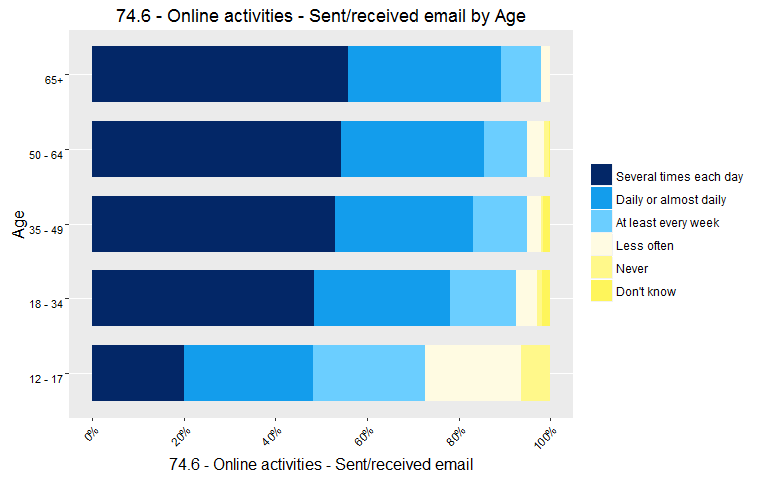 74.6 - Online activities - Sent/received email by Age
65+
50 - 64
35 - 49
18 - 34
12 - 17
Age
0%
20%
40%
60%
80%
100%
74.6 - Online activities - Sent/received email
Several times each day
Daily or almost daily
At least every week
Less often
Never
Don't know